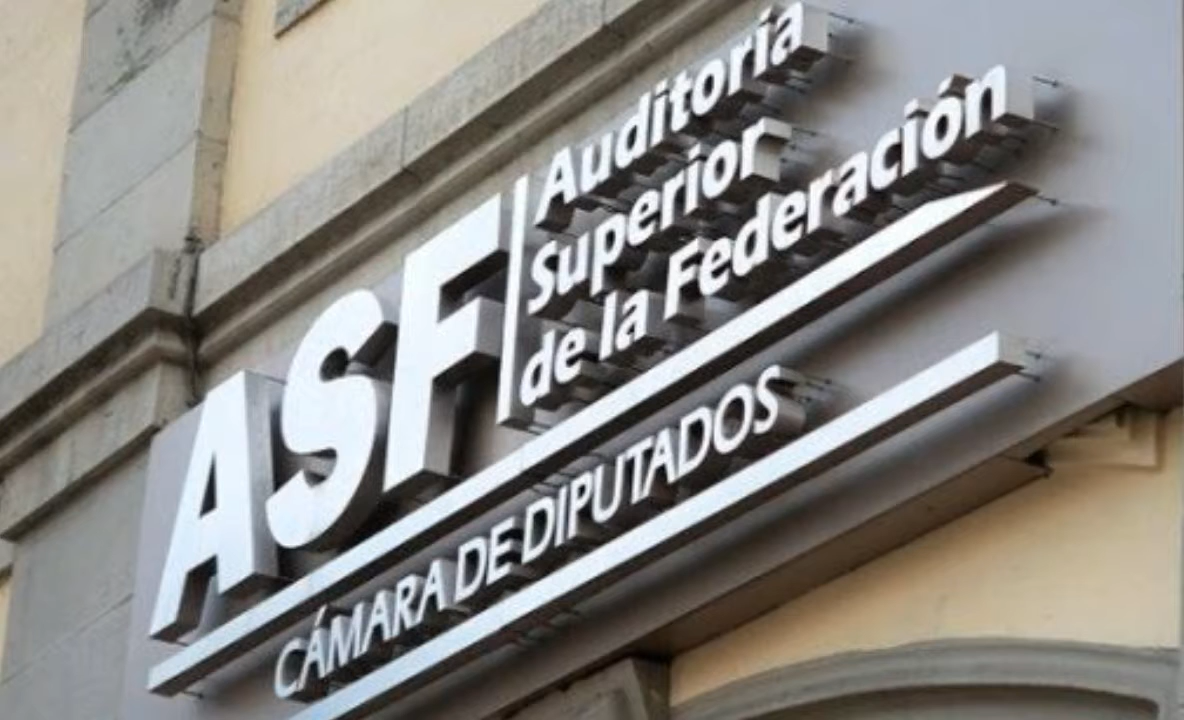 ASF
Auditoría
Superior
de la Federación
CÁMARA DE DIPUTADOS